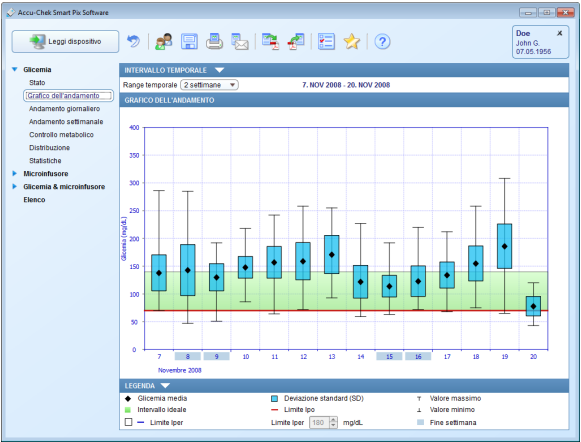 Accu-Chek Smart Pix Software
Leggi dispositivo
Doe
John G.
07.05.1956
Glicemia
Stato
Grafico dell'andamento
Andamento giornaliero
Andamento settimanale
Controllo metabolico
Distribuzione
Statistiche
Microinfusore
Glicemia & microinfusore
Elenco
INTERVALLO TEMPORALE
Range temporale 2 settimane 7. NOV 2008 - 20. NOV 2008
GRAFICO DELL'ANDAMENTO
Glicemia (mg/dL)
400
350
300
250
200
150
100
50
0
7 8 9 10 11 12 13 14 15 16 17 18 19 20
Novembre 2008
LEGENDA
Glicemia media Deviazione standard (SD) Valore massimo
Intervallo ideale Limite Ipo Valore minimo
Limite Iper Limite Iper 180 mg/dL Fine settimana